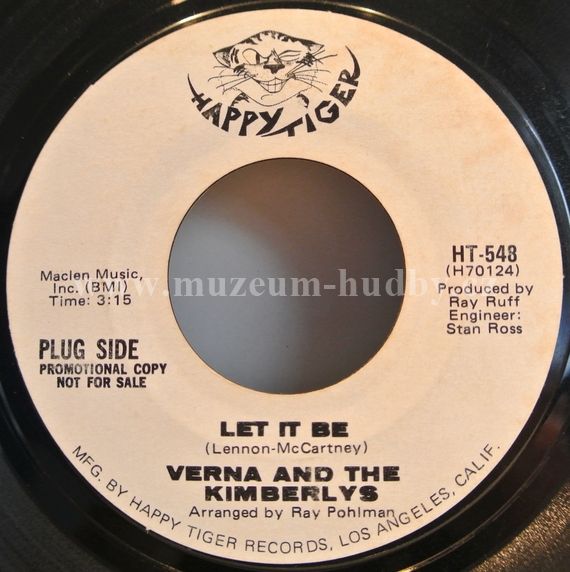 HAPPY TIGER
Maclen Music,
Inc. (BMI)
Time: 3:15
PLUG SIDE
PROMOTIONAL COPY
NOT FOR SALE
HT-548
(H70124)
Produced by
Ray Ruff
Engineer:
Stan Ross
www.muzeum-hudby.
LET IT BE
(Lennon-McCartney)
VERNA AND THE
KIMBERLYS
Arranged by Ray Pohlman
MFG. BY HAPPY TIGER RECORDS, LOS ANGELES, CALIF.